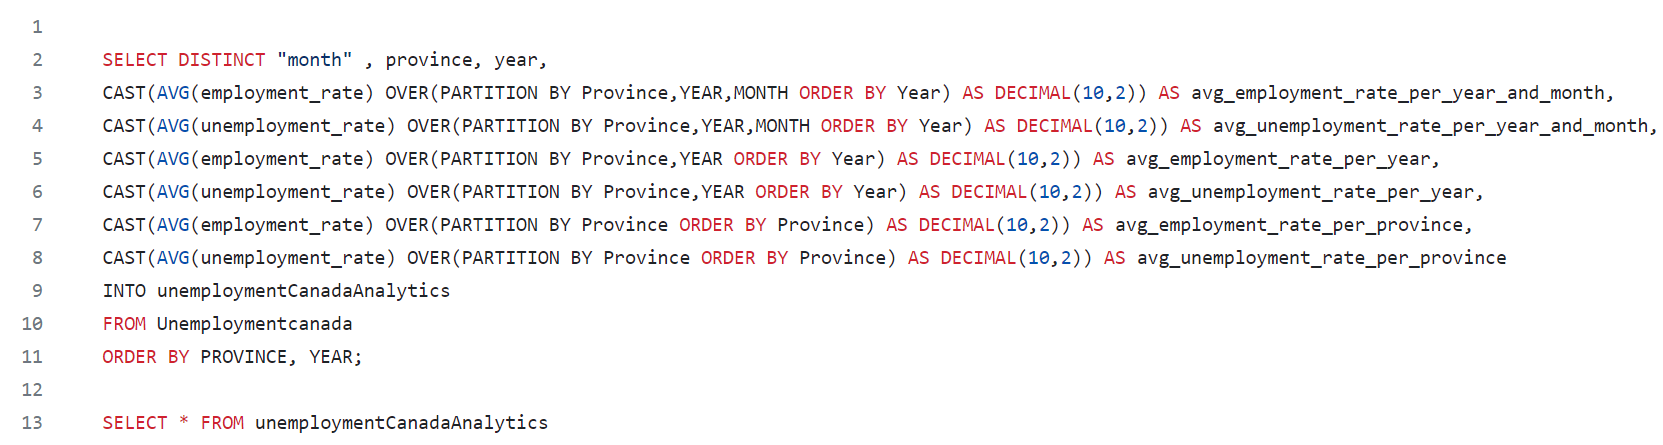 1
2 SELECT DISTINCT "month" , province, year,
3 CAST(AVG(employment_rate) OVER(PARTITION BY Province,YEAR,MONTH ORDER BY Year) AS DECIMAL(10,2)) AS avg_employment_rate_per_year_and_month,
4 CAST(AVG(unemployment_rate) OVER(PARTITION BY Province,YEAR,MONTH ORDER BY Year) AS DECIMAL(10,2)) AS avg_unemployment_rate_per_year_and_month,
5 CAST(AVG(employment_rate) OVER(PARTITION BY Province,YEAR ORDER BY Year) AS DECIMAL(10,2)) AS avg_employment_rate_per_year,
6 CAST(AVG(unemployment_rate) OVER(PARTITION BY Province,YEAR ORDER BY Year) AS DECIMAL(10,2)) AS avg_unemployment_rate_per_year,
7 CAST(AVG(employment_rate) OVER(PARTITION BY Province ORDER BY Province) AS DECIMAL(10,2)) AS avg_employment_rate_per_province,
8 CAST(AVG(unemployment_rate) OVER(PARTITION BY Province ORDER BY Province) AS DECIMAL(10,2)) AS avg_unemployment_rate_per_province
9 INTO unemploymentCanadaAnalytics
10 FROM Unemploymentcanada
11 ORDER BY PROVINCE, YEAR;
12
13 SELECT * FROM unemploymentCanadaAnalytics